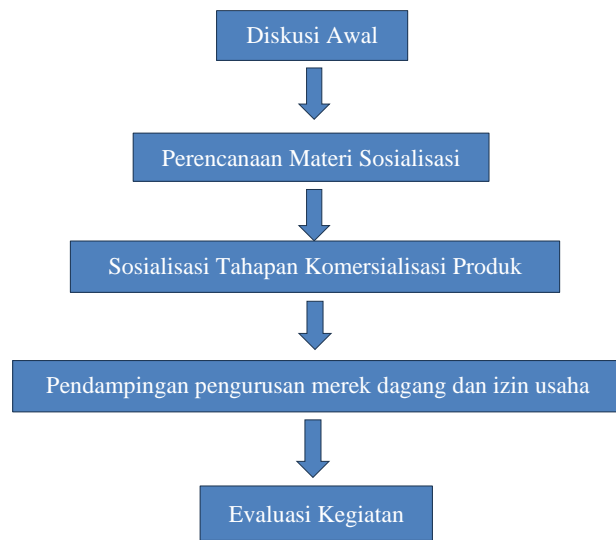 Diskusi Awal
Perencanaan Materi Sosialisasi
Sosialisasi Tahapan Komersialisasi Produk
Pendampingan pengurusan merek dagang dan izin usaha
Evaluasi Kegiatan